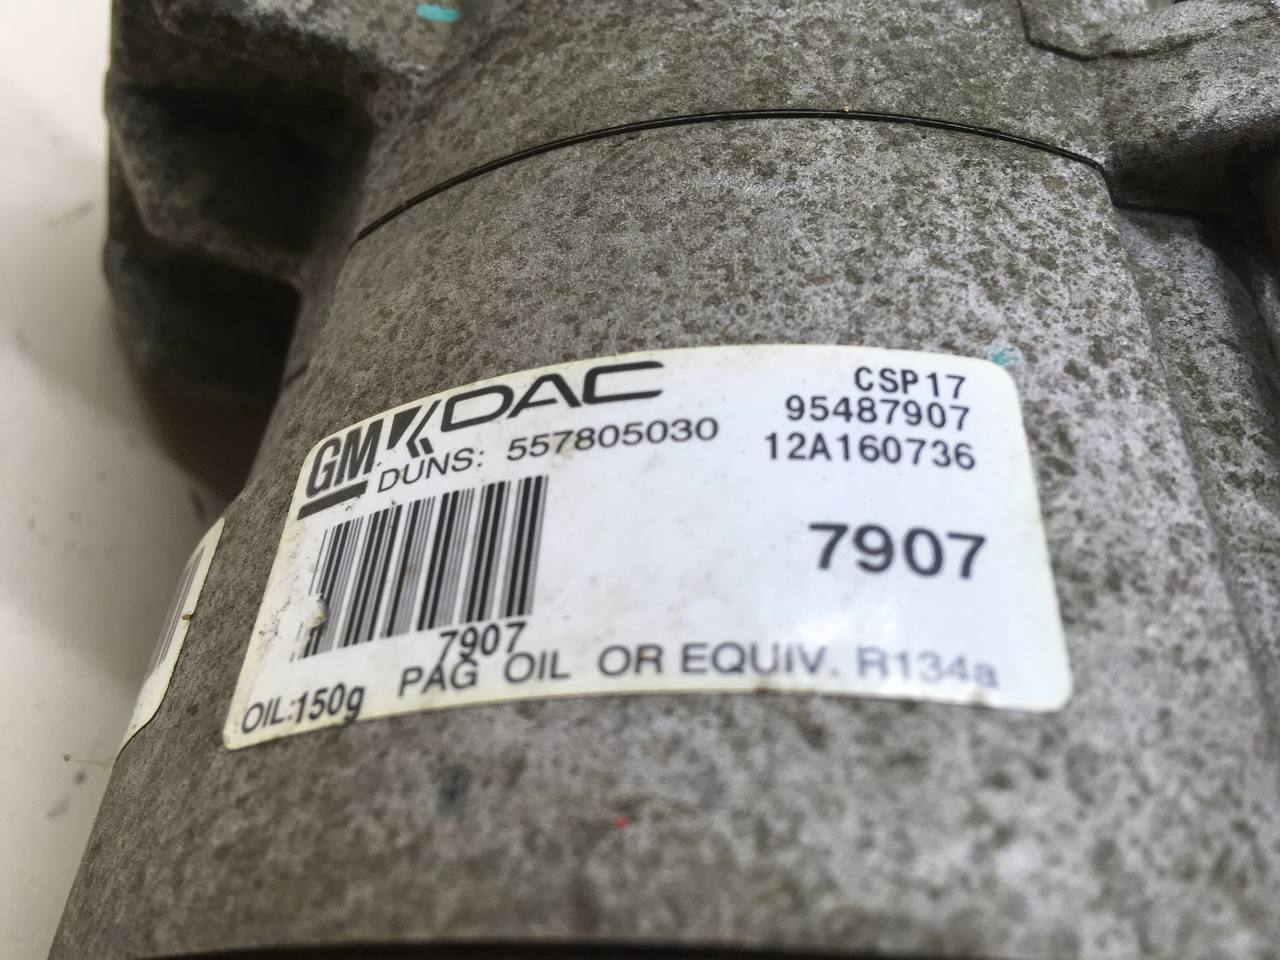 GM DAC
DUNS: 557805030
CSP17
95487907
12A160736
7907
7907
OIL:150g PAG OIL OR EQUIV. R134a